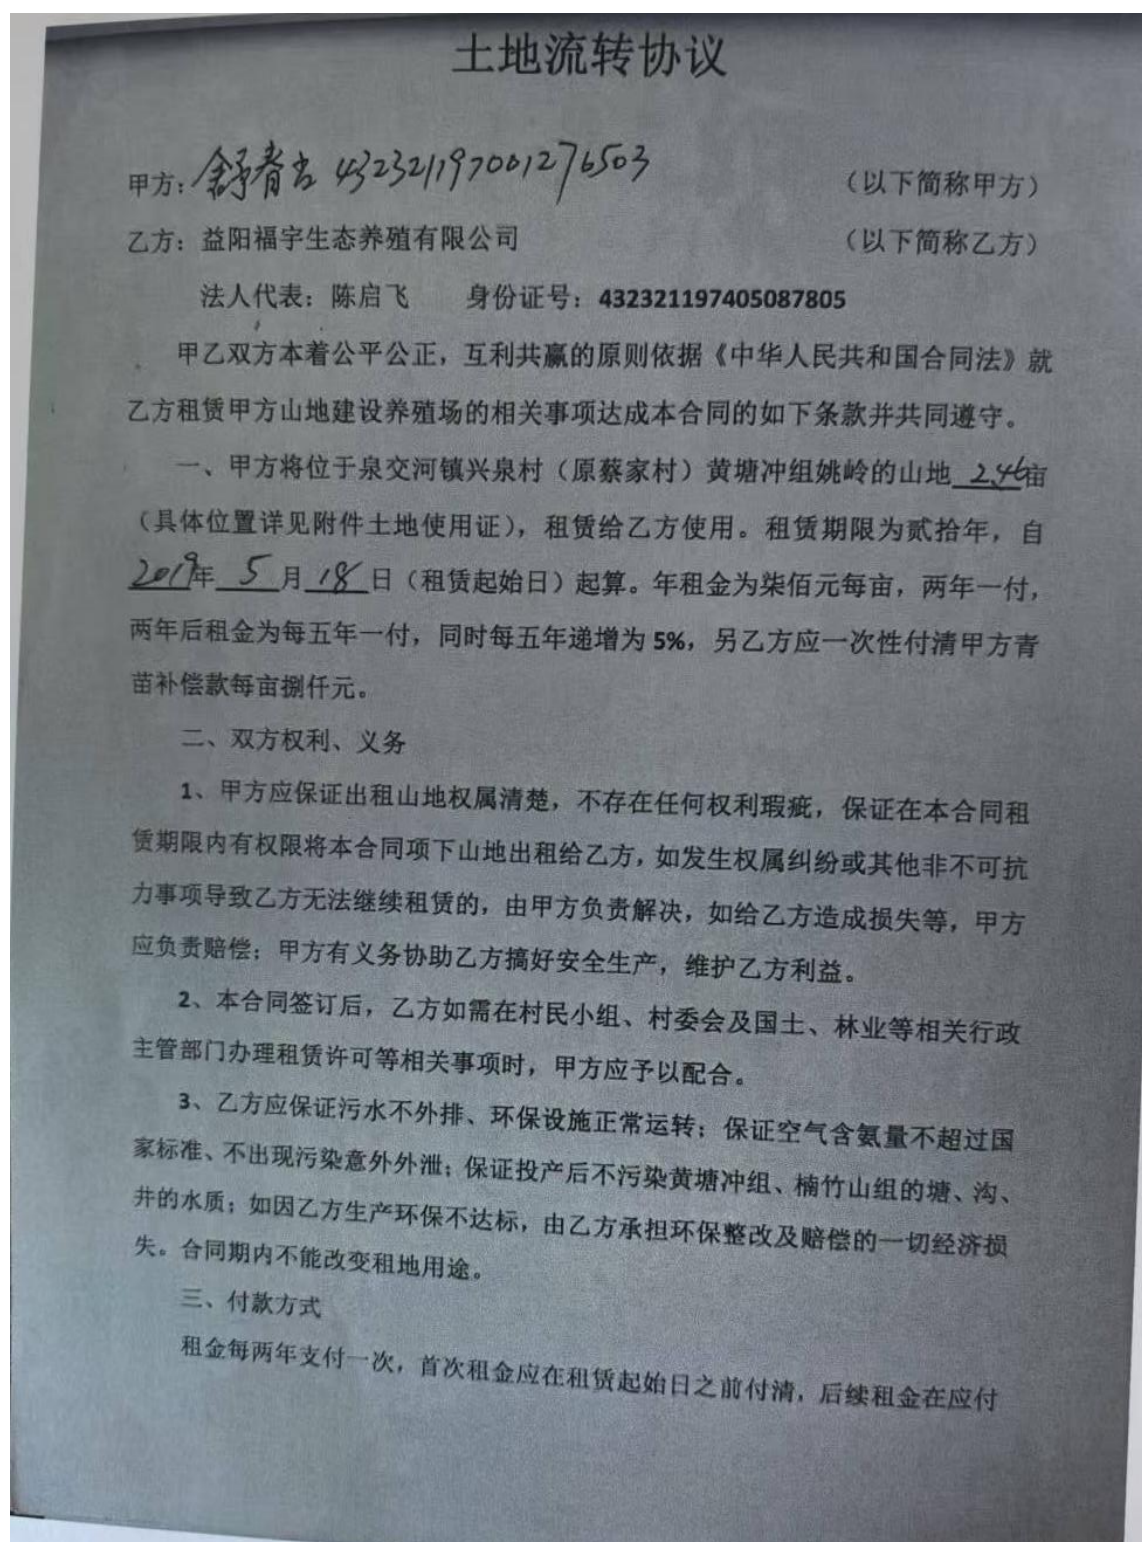 土地流转协议
甲方：舒青吉 432321197001276503 （以下简称甲方）
乙方：益阳福宇生态养殖有限公司 （以下简称乙方）
法人代表：陈启飞 身份证号：432321197405087805
甲乙双方本着公平公正，互利共赢的原则依据《中华人民共和国合同法》就
乙方租赁甲方山地建设养殖场的相关事项达成本合同的如下条款并共同遵守。
一、甲方将位于泉交河镇兴泉村（原蔡家村）黄塘冲组姚岭的山地 2.46亩
（具体位置详见附件土地使用证），租赁给乙方使用。租赁期限为贰拾年，自
2019年 5 月 18 日（租赁起始日）起算。年租金为柒佰元每亩，两年一付，
两年后租金为每五年一付，同时每五年递增为 5%，另乙方应一次性付清甲方青
苗补偿款每亩捌仟元。
二、双方权利、义务
1、甲方应保证出租山地权属清楚，不存在任何权利瑕疵，保证在本合同租
赁期限内有权限将本合同项下山地出租给乙方，如发生权属纠纷或其他非不可抗
力事项导致乙方无法继续租赁的，由甲方负责解决，如给乙方造成损失等，甲方
应负责赔偿；甲方有义务协助乙方搞好安全生产，维护乙方利益。
2、本合同签订后，乙方如需在村民小组、村委会及国土、林业等相关行政
主管部门办理租赁许可等相关事项时，甲方应予以配合。
3、乙方应保证污水不外排、环保设施正常运转；保证空气含氨量不超过国
家标准、不出现污染意外外泄；保证投产后不污染黄塘冲组、楠竹山组的塘、沟、
井的水质；如因乙方生产环保不达标，由乙方承担环保整改及赔偿的一切经济损
失。合同期内不能改变租地用途。
三、付款方式
租金每两年支付一次，首次租金应在租赁起始日之前付清，后续租金在应付